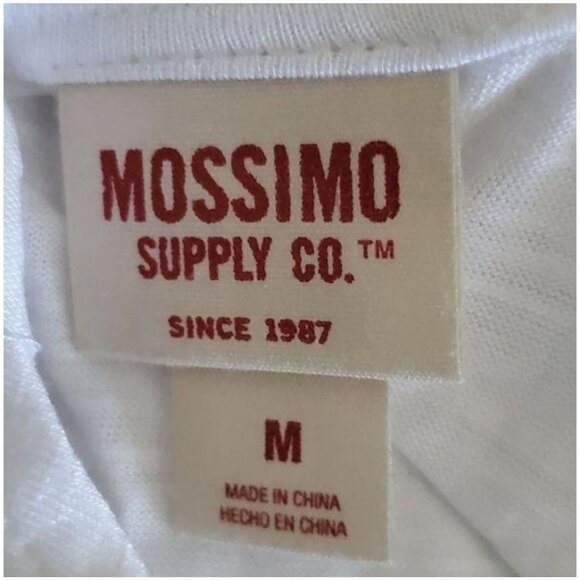 MOSSIMO
SUPPLY CO.™
SINCE 1987
M
MADE IN CHINA
HECHO EN CHINA